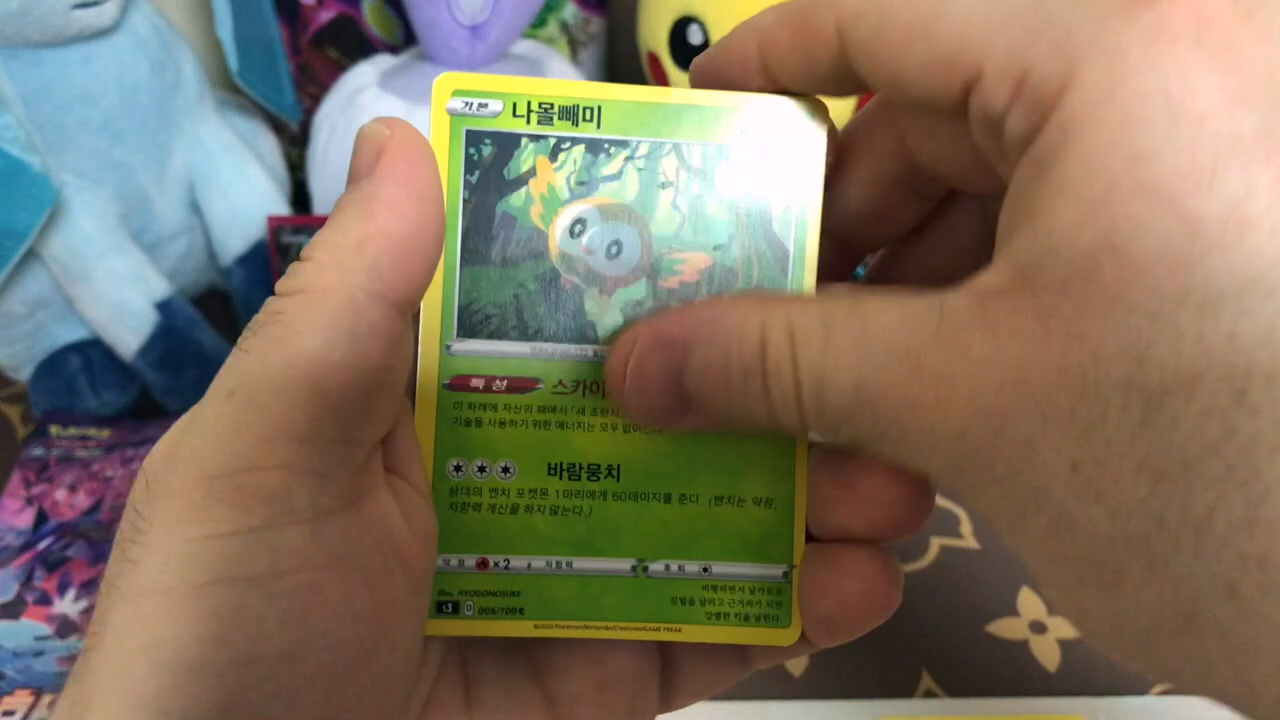 기본 나몰빼미
특성 스카이
이 차례에 자신의 패에서 「새 조련사
기술을 사용하기 위한 에너지는 모두 없어진다
바람뭉치
상대의 벤치 포켓몬 1마리에게 60데미지를 준다 (벤치는 약점,
저항력 계산을 하지 않는다.)
약점 ×2 저항력 후퇴
illus. HYOGONOSUKE
s3 D 008/100 C
비행하면서 날카로운
깃털을 날리고 근거리가 되면
강렬한 킥을 날린다.
©2020 Pokémon/Nintendo/Creatures/GAME FREAK
Pokémon